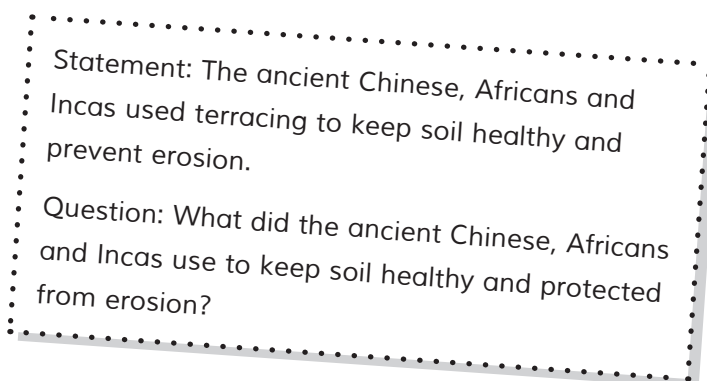 Statement: The ancient Chinese, Africans and
Incas used terracing to keep soil healthy and
prevent erosion.
Question: What did the ancient Chinese, Africans
and Incas use to keep soil healthy and protected
from erosion?